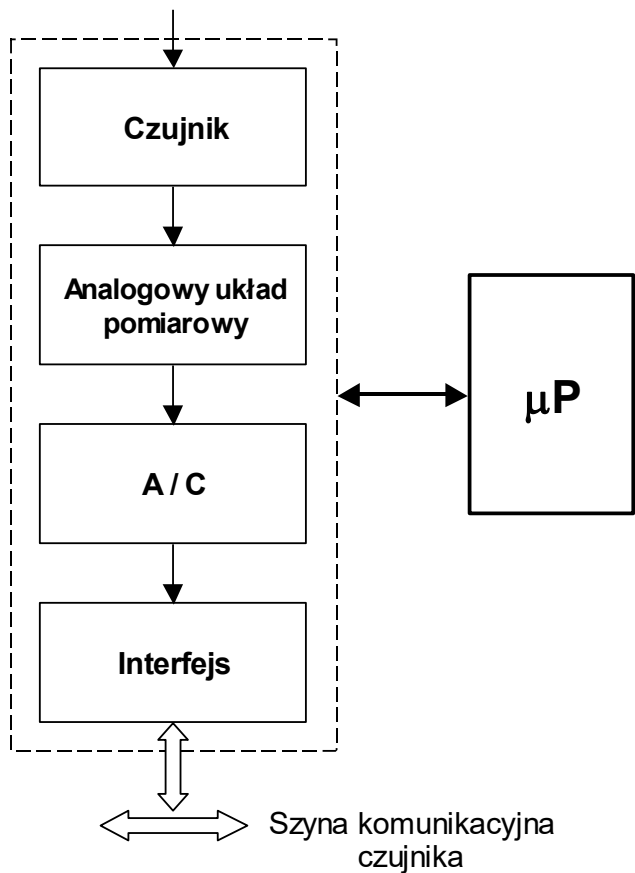 Czujnik
Analogowy układ
pomiarowy
µP
A / C
Interfejs
Szyna komunikacyjna
czujnika